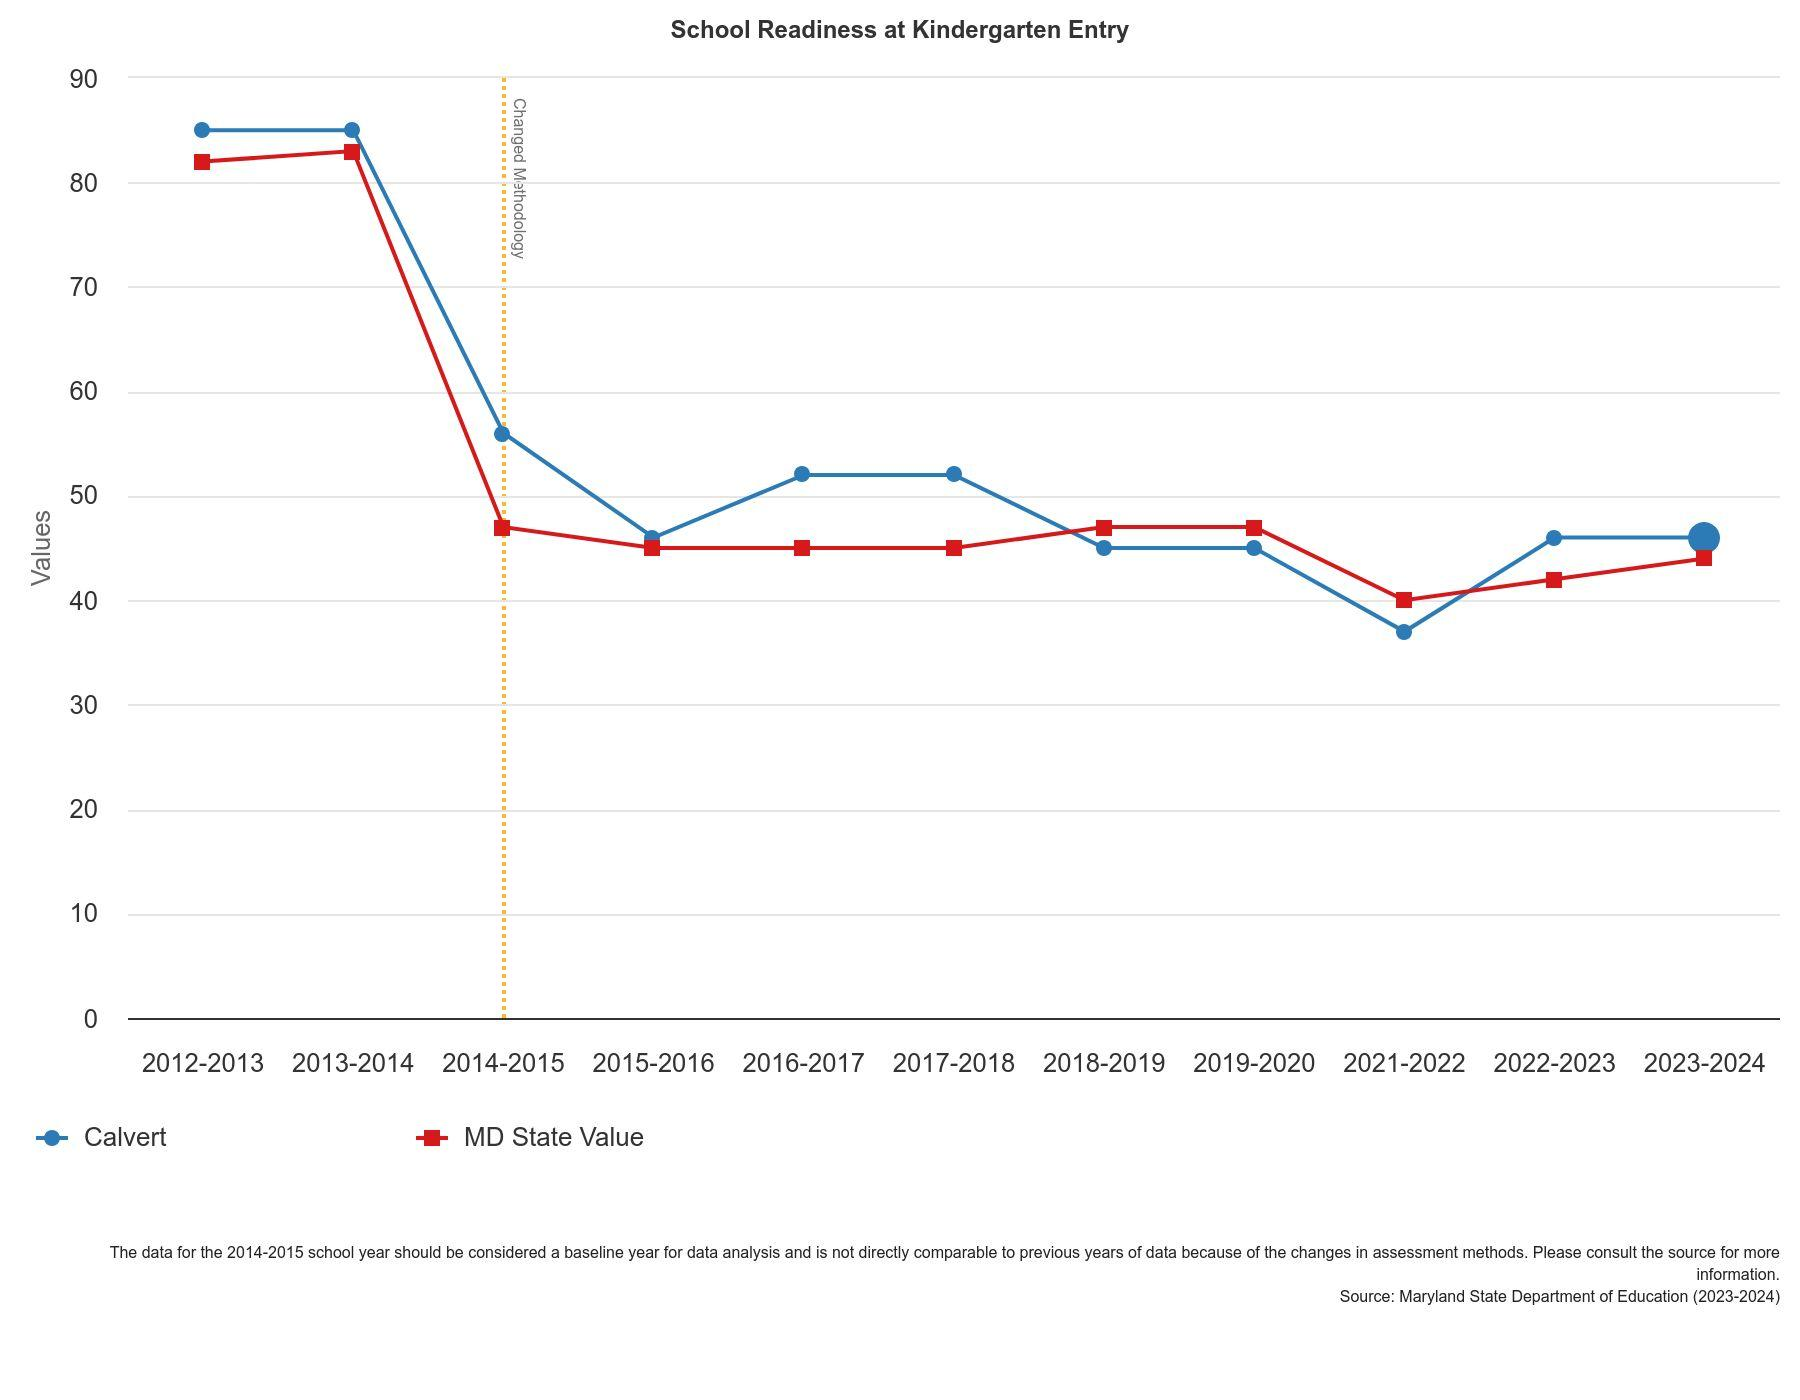 School Readiness at Kindergarten Entry
90
80
70
60
50
40
30
20
10
0
Values
Changed Methodology
2012-2013 2013-2014 2014-2015 2015-2016 2016-2017 2017-2018 2018-2019 2019-2020 2021-2022 2022-2023 2023-2024
Calvert MD State Value
The data for the 2014-2015 school year should be considered a baseline year for data analysis and is not directly comparable to previous years of data because of the changes in assessment methods. Please consult the source for more
information.
Source: Maryland State Department of Education (2023-2024)